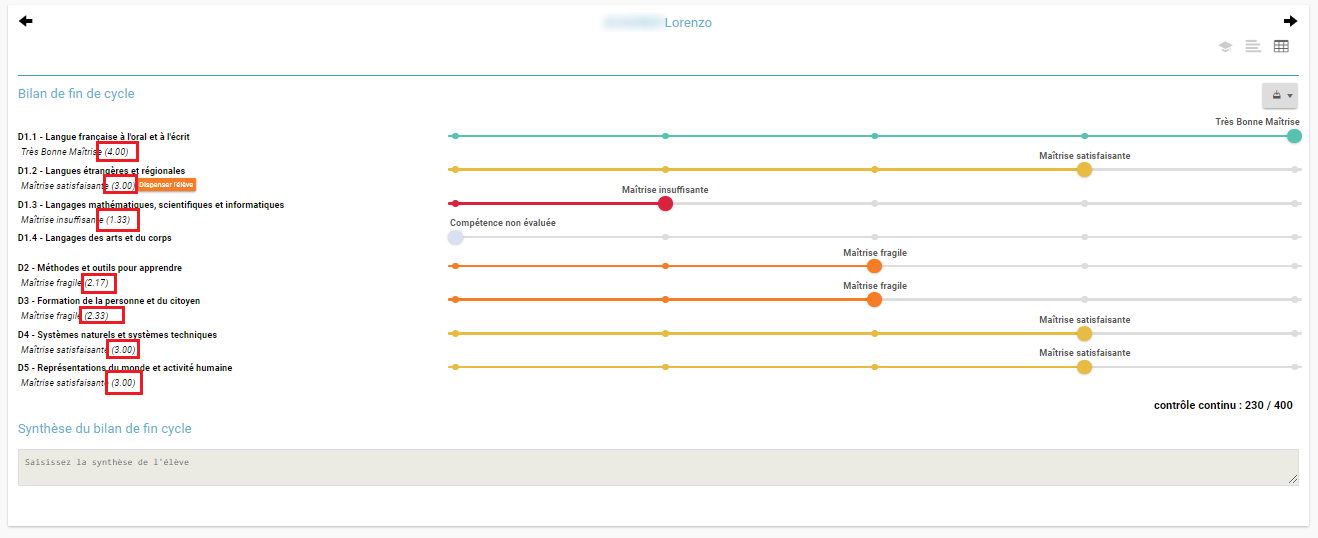 Lorenzo
Bilan de fin de cycle
Très Bonne Maîtrise
D1.1 - Langue française à l'oral et à l'écrit
Très Bonne Maîtrise (4.00)
Maîtrise satisfaisante
D1.2 - Langues étrangères et régionales
Maîtrise satisfaisante (3.00) Dispenser l'élève
Maîtrise insuffisante
D1.3 - Langages mathématiques, scientifiques et informatiques
Maîtrise insuffisante (1.33)
Compétence non évaluée
D1.4 - Langages des arts et du corps
Maîtrise fragile
D2 - Méthodes et outils pour apprendre
Maîtrise fragile (2.17)
Maîtrise fragile
D3 - Formation de la personne et du citoyen
Maîtrise fragile (2.33)
Maîtrise satisfaisante
D4 - Systèmes naturels et systèmes techniques
Maîtrise satisfaisante (3.00)
Maîtrise satisfaisante
D5 - Représentations du monde et activité humaine
Maîtrise satisfaisante (3.00)
contrôle continu : 230 / 400
Synthèse du bilan de fin cycle
Saisissez la synthèse de l'élève